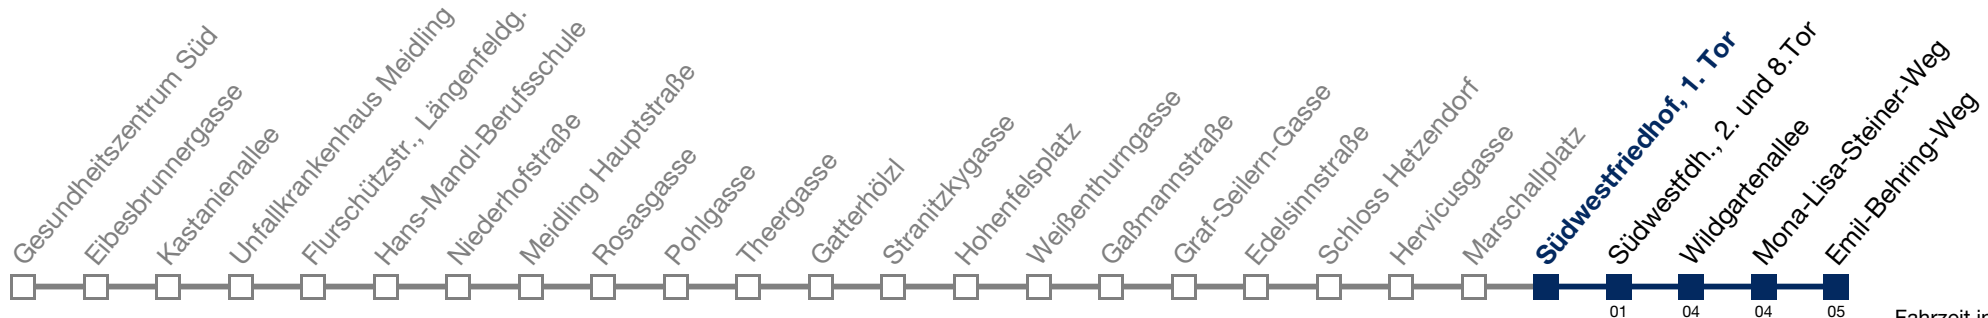 Gesundheitszentrum Süd
Eibesbrunnergasse
Kastanienallee
Unfallkrankenhaus Meidling
Flurschützstr., Längenfeldg.
Hans-Mandl-Berufsschule
Niederhofstraße
Meidling Hauptstraße
Rosasgasse
Pohlgasse
Theergasse
Gatterhölzl
Stranitzkygasse
Hohenfelsplatz
Weißenthurngasse
Gaßmannstraße
Graf-Seilern-Gasse
Edelsinnstraße
Schloss Hetzendorf
Hervicusgasse
Marschallplatz
Südwestfriedhof, 1. Tor
Südwestfdh., 2. und 8.Tor
Wildgartenallee
Mona-Lisa-Steiner-Weg
Emil-Behring-Weg
01 04 04 05
Fahrzeit i